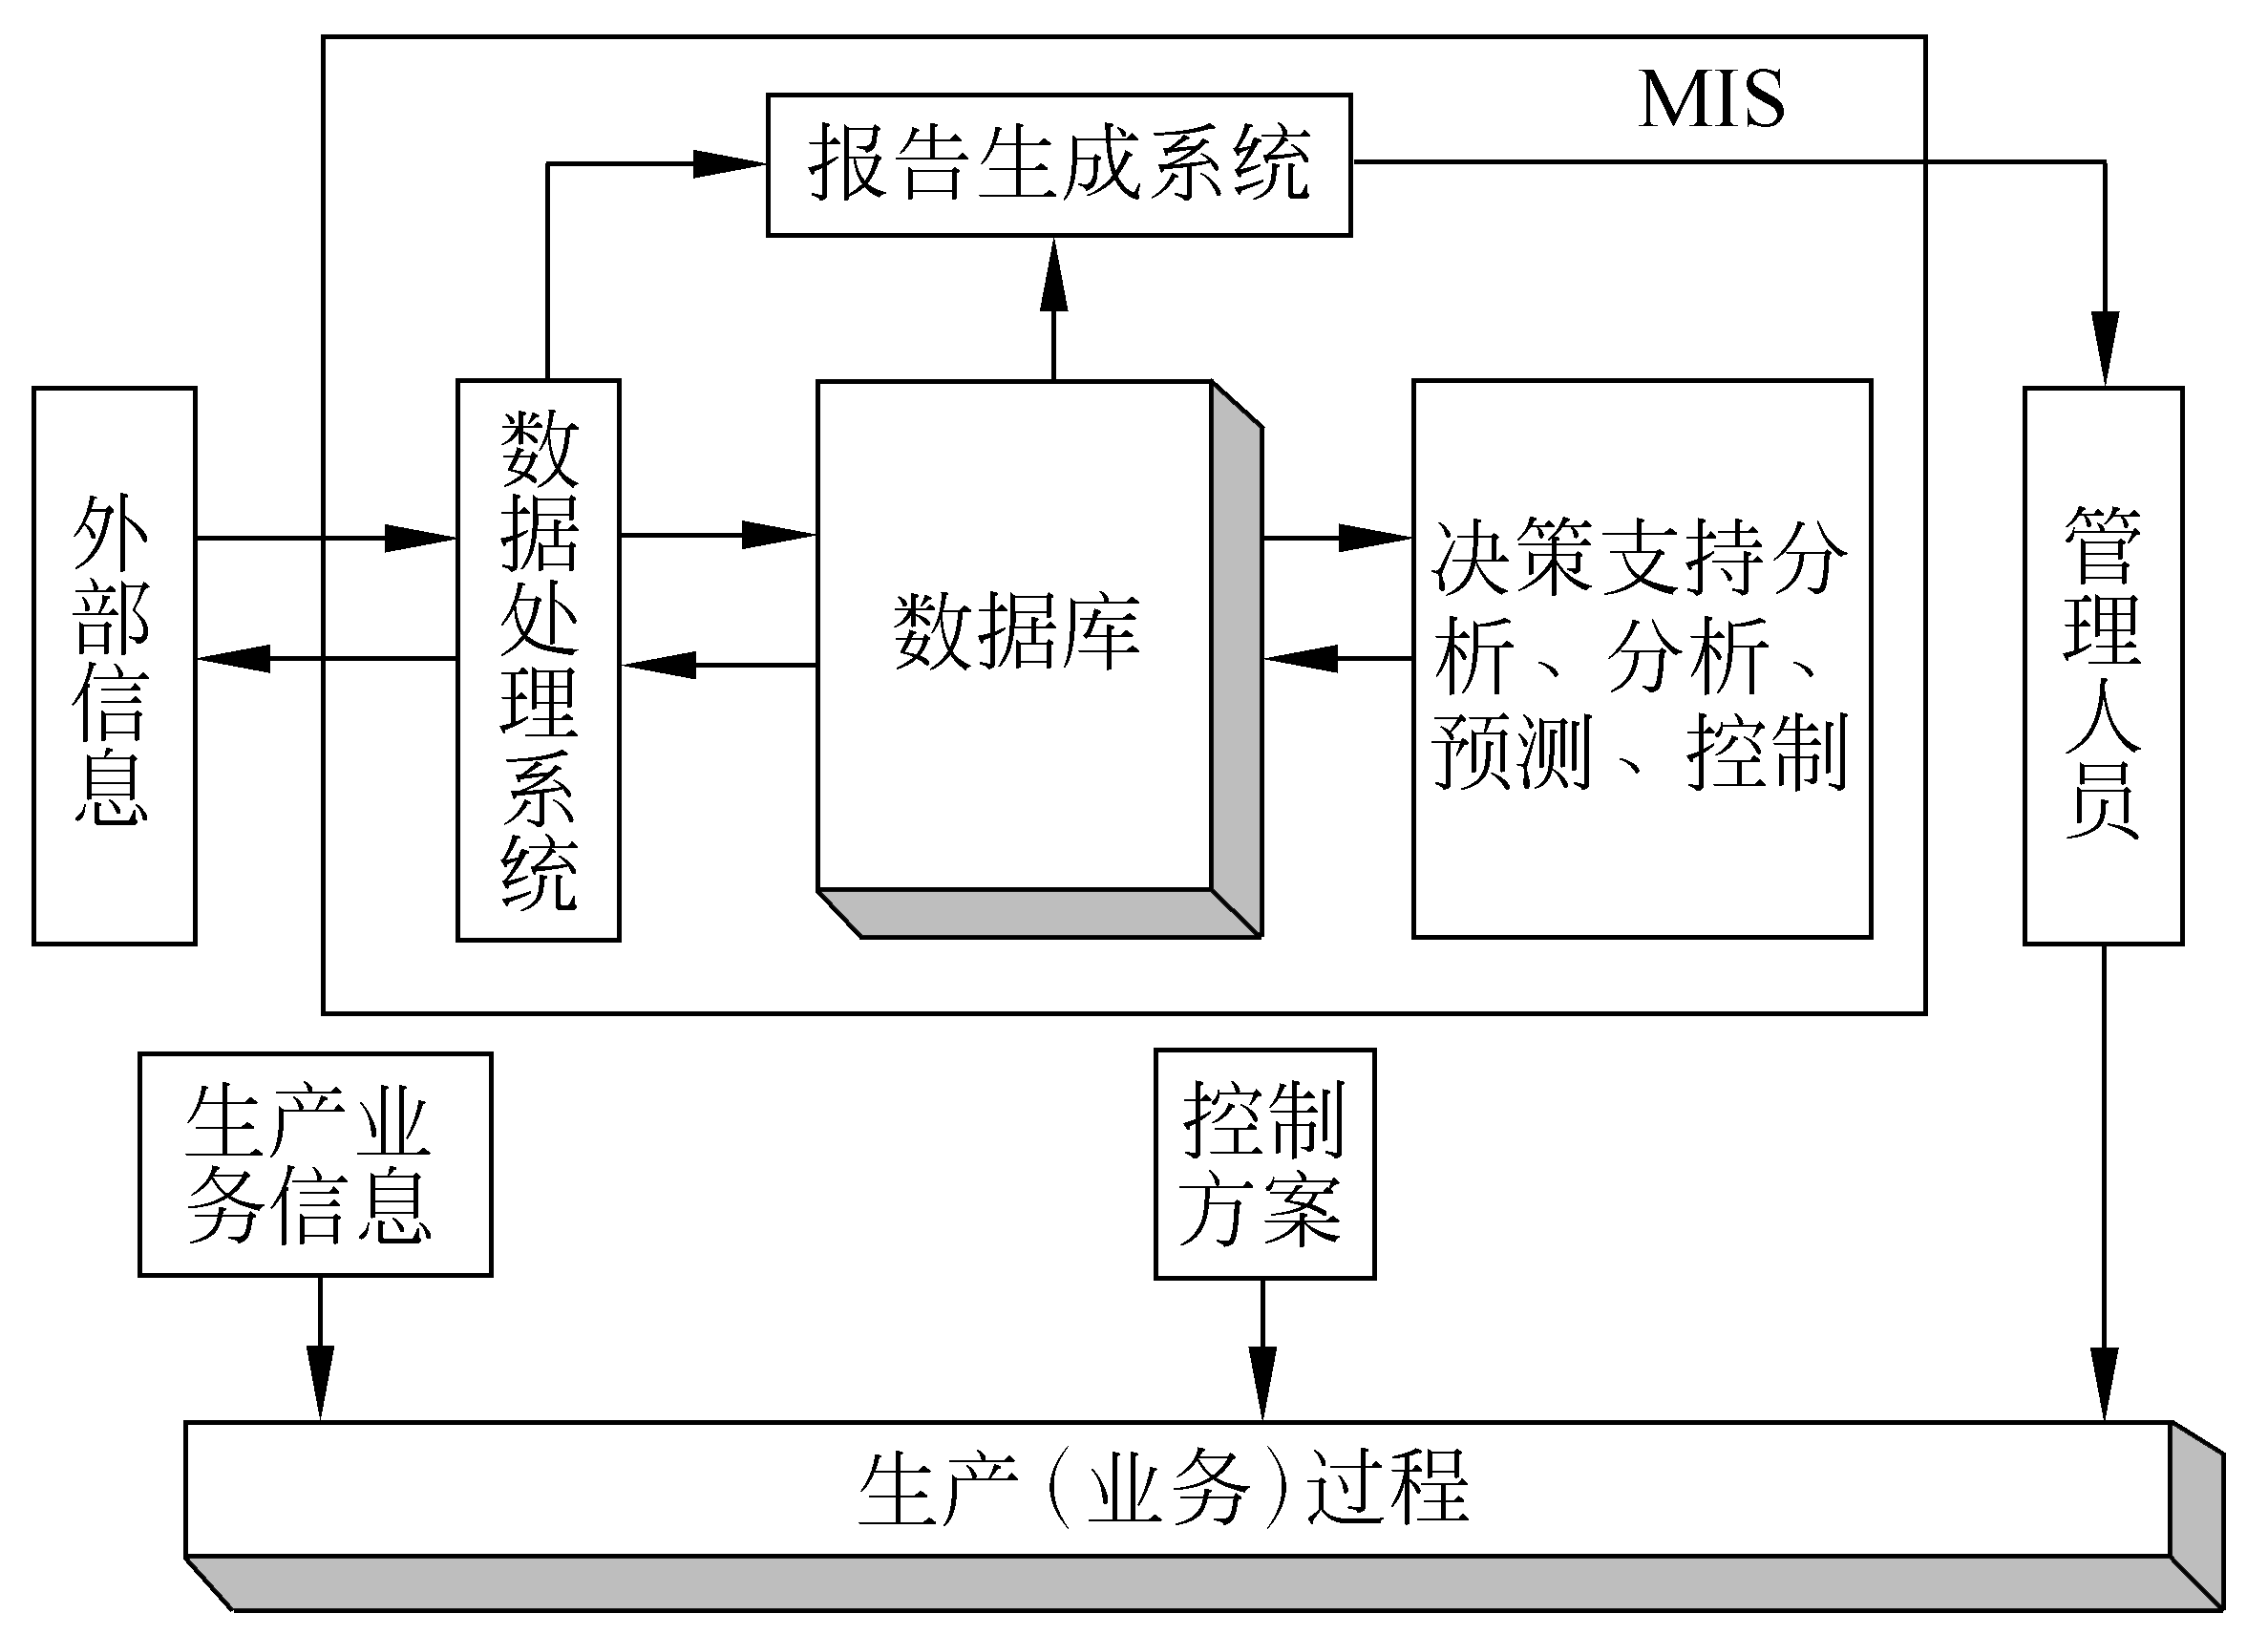 MIS
报告生成系统
外部信息
数据处理系统
数据库
决策支持分
析、分析、
预测、控制
管理人员
生产业
务信息
控制
方案
生产(业务)过程